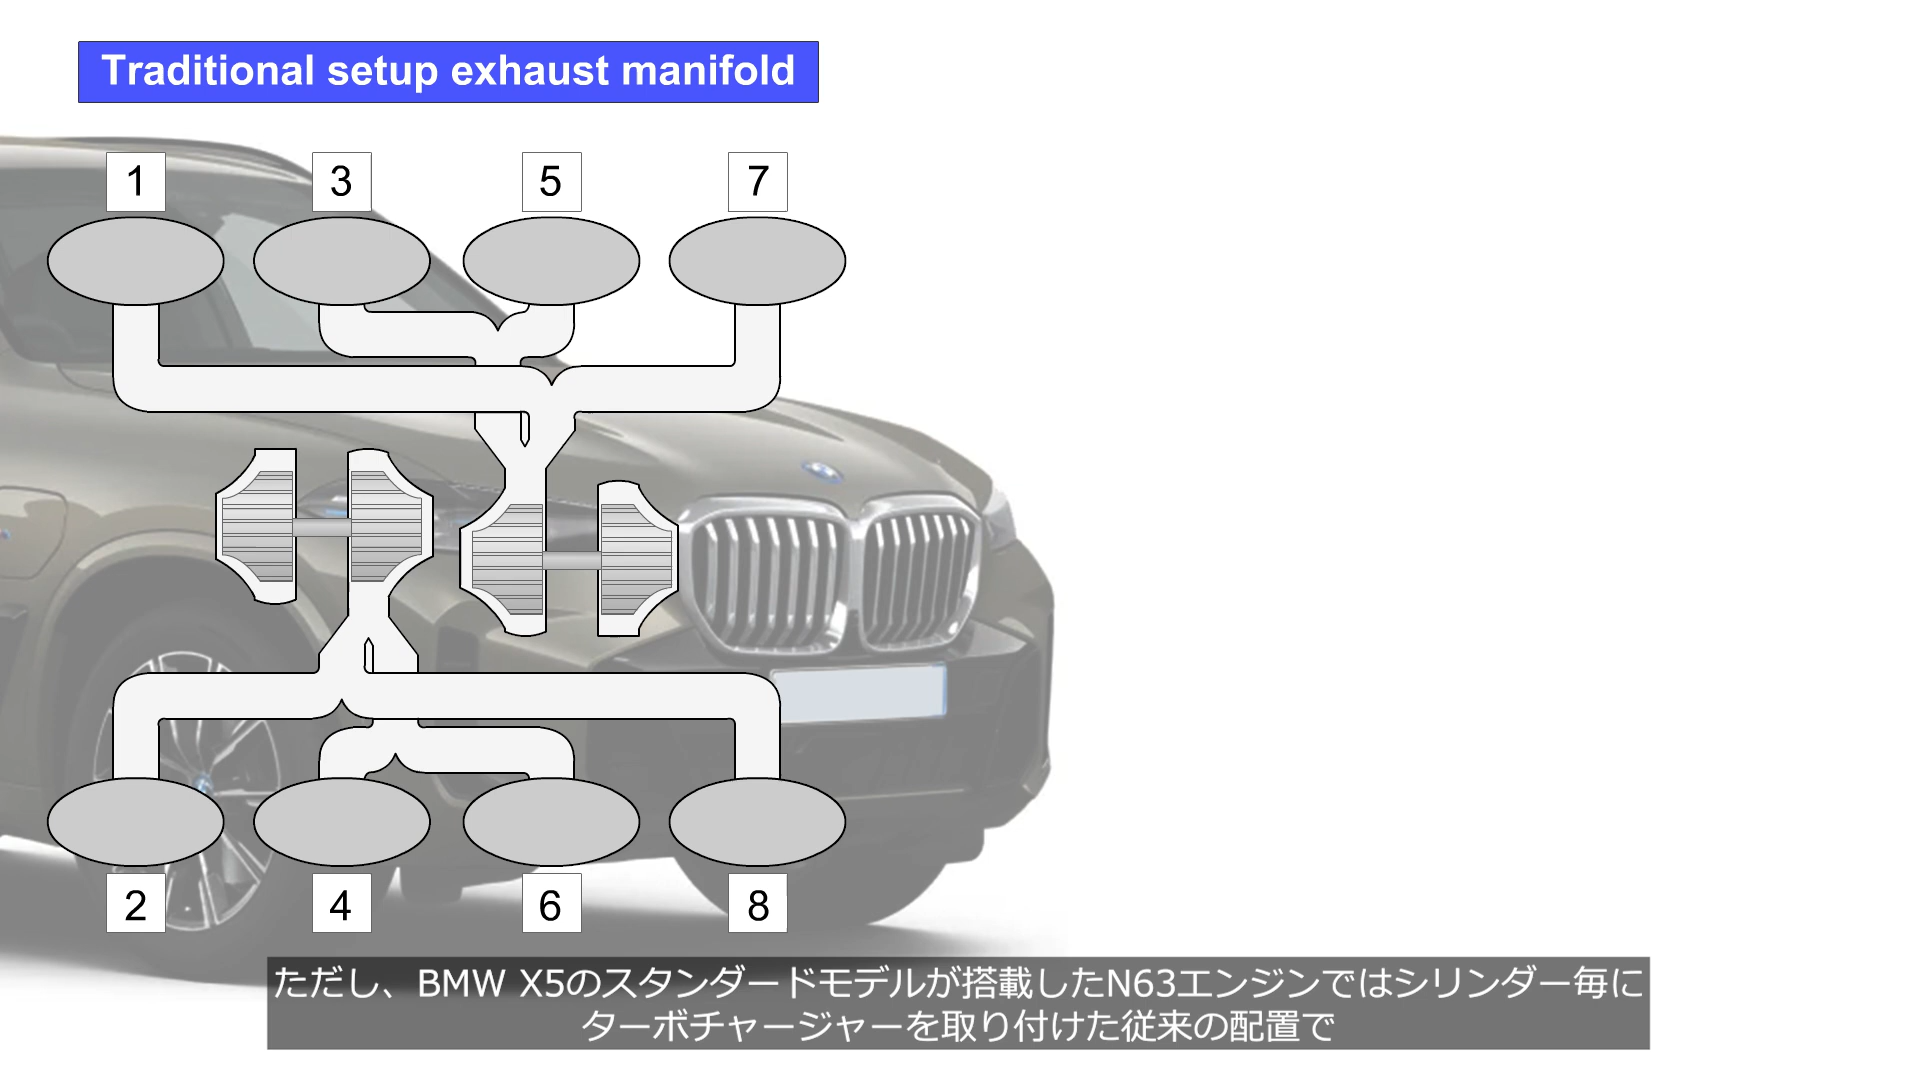 Traditional setup exhaust manifold
1 3 5 7
2 4 6 8
ただし、BMW X5のスタンダードモデルが搭載したN63エンジンではシリンダー毎に
ターボチャージャーを取り付けた従来の配置で